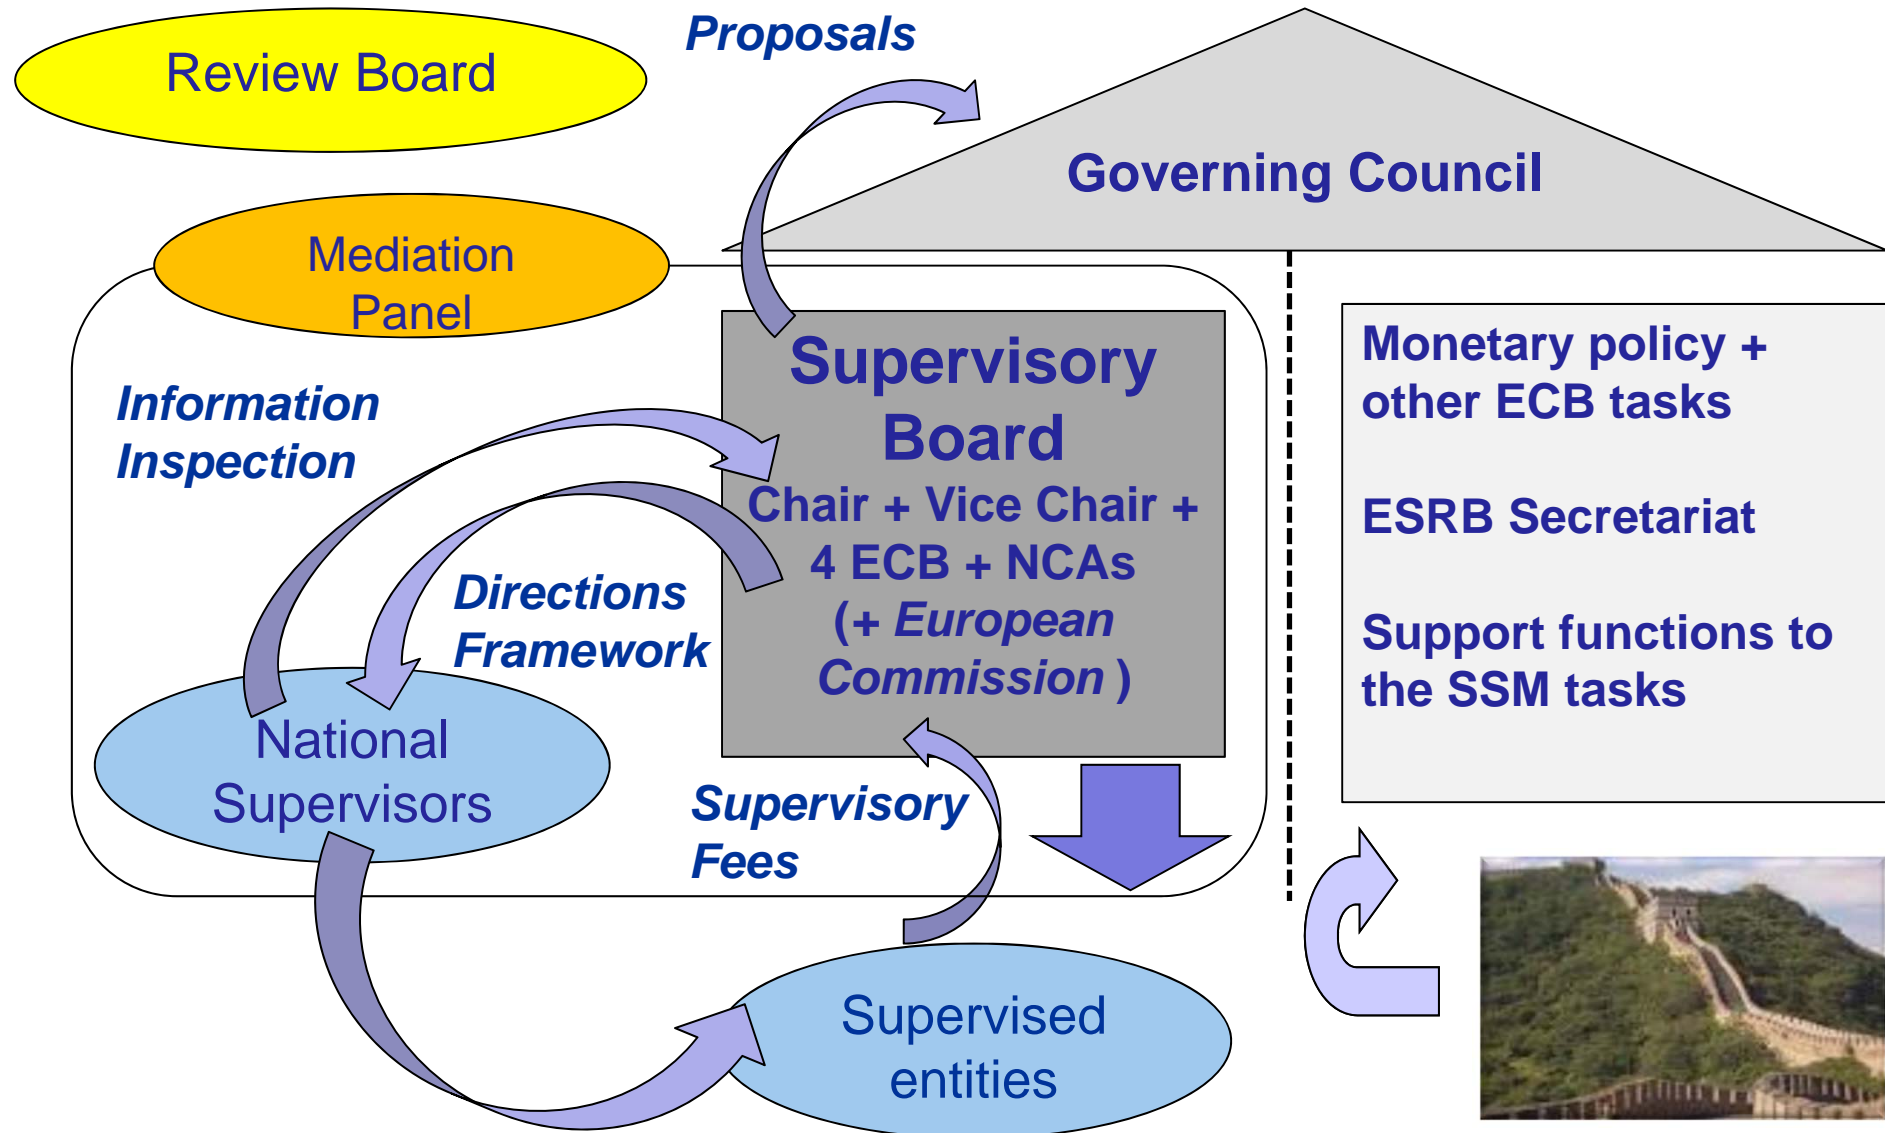 Review Board
Proposals
Governing Council
Mediation
Panel
Information
Inspection
Directions
Framework
Supervisory
Board
Chair + Vice Chair +
4 ECB + NCAs
(+ European
Commission )
Monetary policy +
other ECB tasks
ESRB Secretariat
Support functions to
the SSM tasks
National
Supervisors
Supervisory
Fees
Supervised
entities